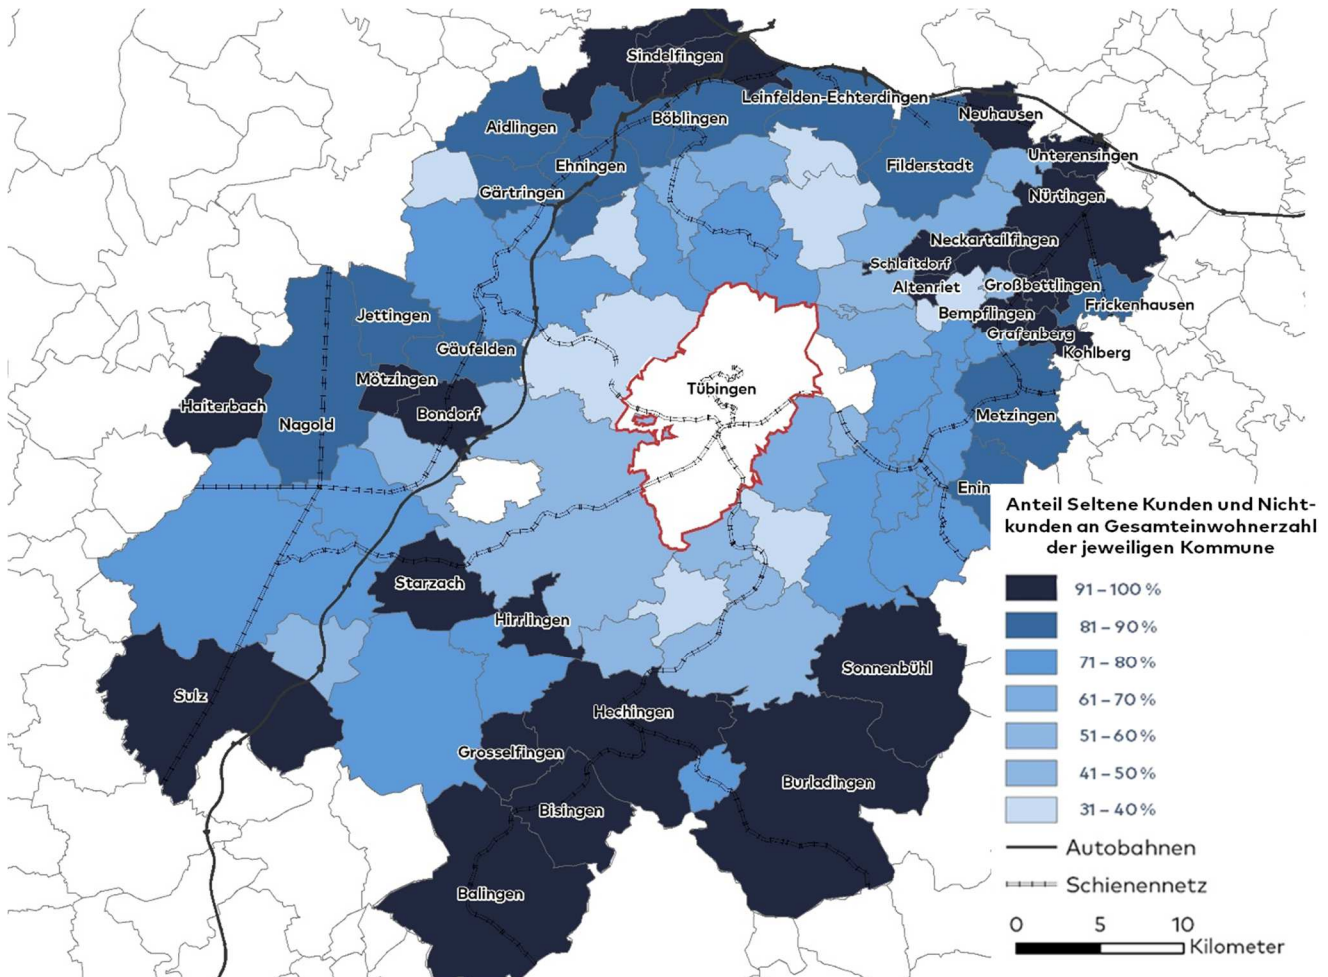 Sindelfingen
Leinfelden-Echterdingen
Böblingen
Neuhausen
Aidlingen
Unterensingen
Ehningen
Filderstadt
Gärtringen
Nürtingen
Neckartailfingen
Schlaitdorf
Altenriet
Großbettlingen
Frickenhausen
Jettingen
Bempflingen
Grafenberg
Gäufelden
Kohlberg
Mötzingen
Tübingen
Haiterbach
Bondorf
Metzingen
Nagold
Enin
Starzach
Hirrlingen
Sonnenbühl
Sulz
Hechingen
Grosselfingen
Burladingen
Bisingen
Balingen
Anteil Seltene Kunden und Nicht-
kunden an Gesamteinwohnerzahl
der jeweiligen Kommune
91 – 100 %
81 – 90 %
71 – 80 %
61 – 70 %
51 – 60 %
41 – 50 %
31 – 40 %
Autobahnen
Schienennetz
0 5 10
Kilometer